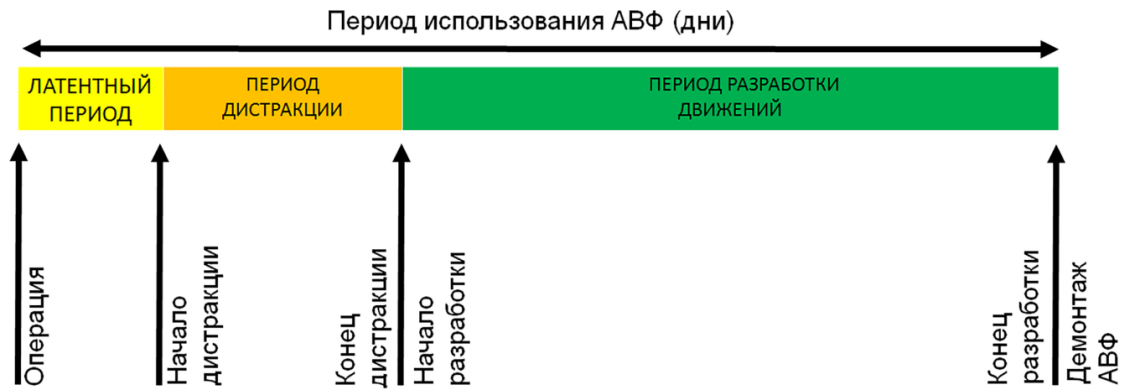 Период использования АВФ (дни)
ЛАТЕНТНЫЙ
ПЕРИОД
ПЕРИОД
ДИСТРАКЦИИ
ПЕРИОД РАЗРАБОТКИ
ДВИЖЕНИЙ
Операция
Начало
дистракции
Конец
дистракции
Начало
разработки
Конец
разработки
Демонтаж
АВФ